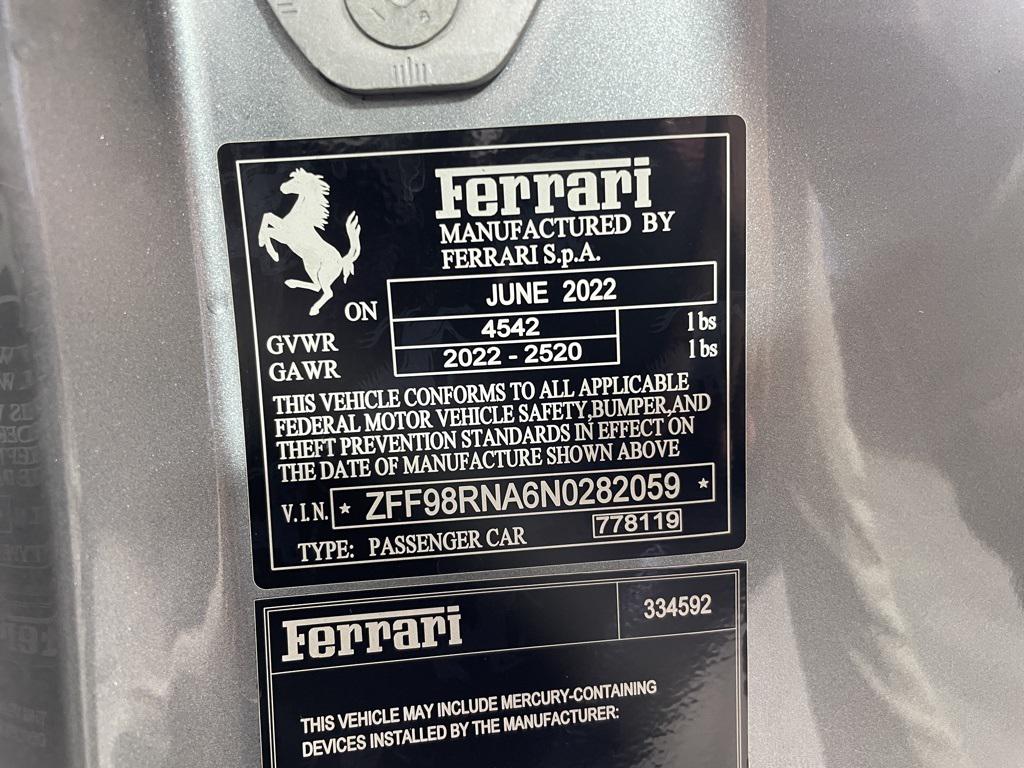 Ferrari
MANUFACTURED BY
FERRARI S.p.A.
ON JUNE 2022
GVWR 4542 lbs
GAWR 2022 - 2520 lbs
THIS VEHICLE CONFORMS TO ALL APPLICABLE
FEDERAL MOTOR VEHICLE SAFETY,BUMPER,AND
THEFT PREVENTION STANDARDS IN EFFECT ON
THE DATE OF MANUFACTURE SHOWN ABOVE
V.I.N. * ZFF98RNA6N0282059 *
TYPE: PASSENGER CAR 778119
Ferrari 334592
THIS VEHICLE MAY INCLUDE MERCURY-CONTAINING
DEVICES INSTALLED BY THE MANUFACTURER: